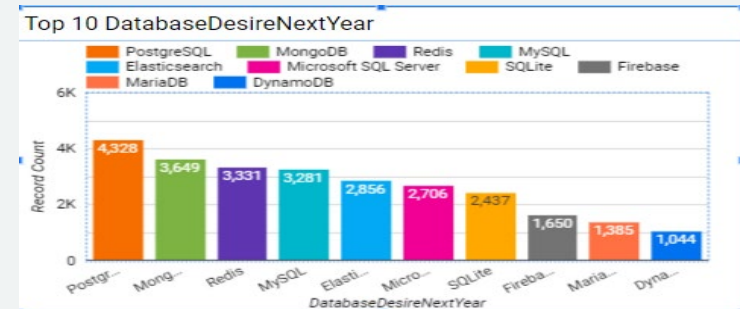 Top 10 DatabaseDesireNextYear
PostgreSQL MongoDB Redis MySQL
Elasticsearch Microsoft SQL Server SQLite Firebase
MariaDB DynamoDB
6K
4K
2K
0
Record Count
4,328
3,649
3,331
3,281
2,856
2,706
2,437
1,650
1,385
1,044
Postgr... Mong... Redis MySQL Elasti... Micro... SQLite Fireba... Maria... Dyna...
DatabaseDesireNextYear